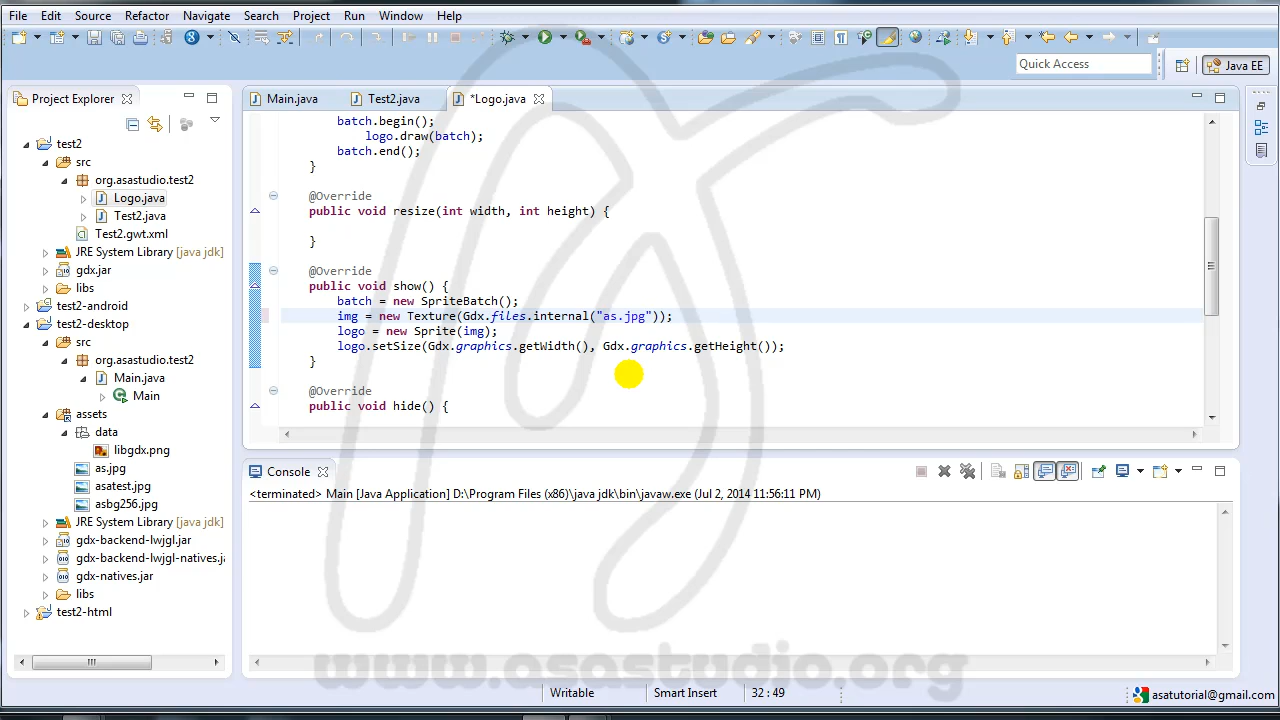 File Edit Source Refactor Navigate Search Project Run Window Help
Quick Access
Java EE
Project Explorer
Main.java
Test2.java
*Logo.java
test2
src
org.asastudio.test2
Logo.java
Test2.java
Test2.gwt.xml
JRE System Library [java jdk]
gdx.jar
libs
test2-android
test2-desktop
src
org.asastudio.test2
Main.java
Main
assets
data
libgdx.png
as.jpg
asatest.jpg
asbg256.jpg
JRE System Library [java jdk]
gdx-backend-lwjgl.jar
gdx-backend-lwjgl-natives.ja
gdx-natives.jar
libs
test2-html
batch.begin();
logo.draw(batch);
batch.end();
}
@Override
public void resize(int width, int height) {
}
@Override
public void show() {
batch = new SpriteBatch();
img = new Texture(Gdx.files.internal("as.jpg"));
logo = new Sprite(img);
logo.setSize(Gdx.graphics.getWidth(), Gdx.graphics.getHeight());
}
@Override
public void hide() {
Console
<terminated> Main [Java Application] D:\Program Files (x86)\java jdk\bin\javaw.exe (Jul 2, 2014 11:56:11 PM)
www.asastudio.org
Writable
Smart Insert
32 : 49
asatutorial@gmail.com